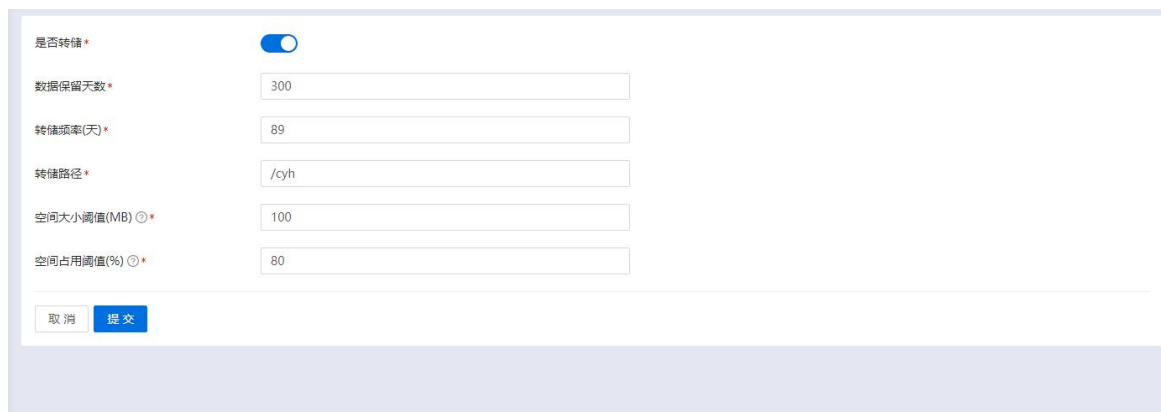 是否转储*
数据保留天数* 300
转储频率(天)* 89
转储路径* /cyh
空间大小阈值(MB) ?* 100
空间占用阈值(%) ?* 80
取 消 提 交